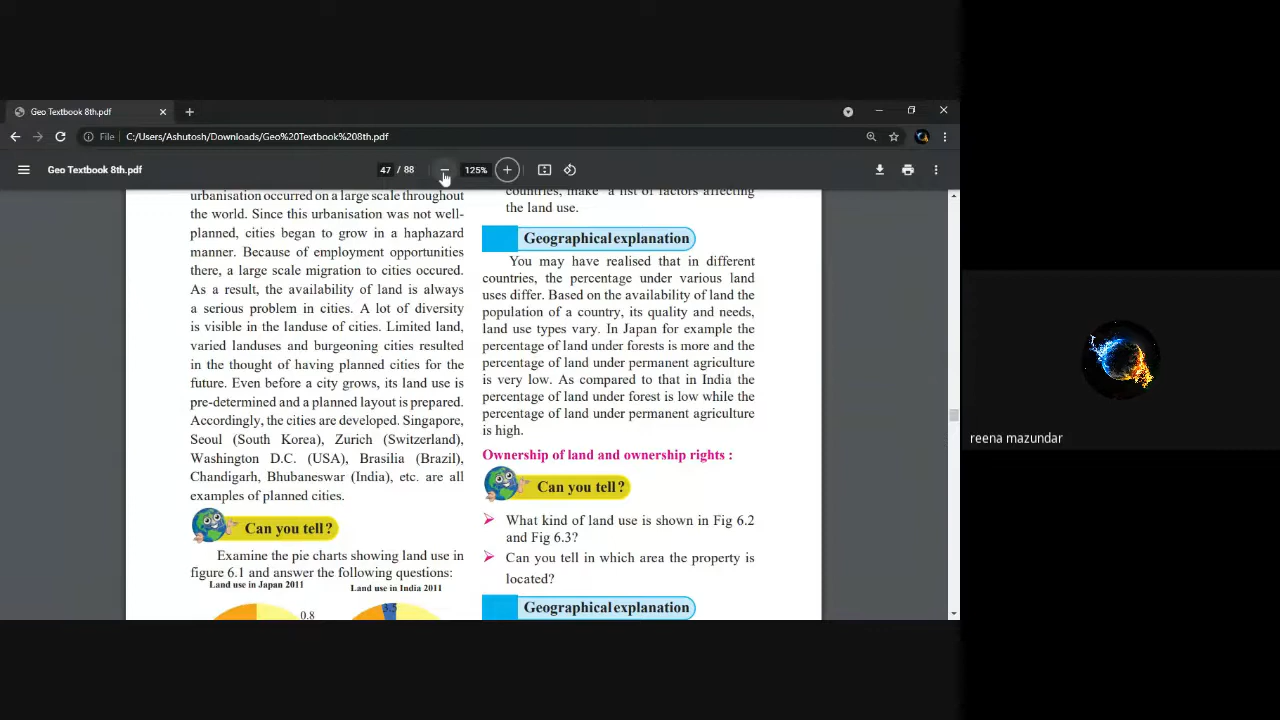 Geo Textbook 8th.pdf
File C:/Users/Ashutosh/Downloads/Geo%20Textbook%208th.pdf
Geo Textbook 8th.pdf
47 / 88
125%
urbanisation occurred on a large scale throughout
the world. Since this urbanisation was not well-
planned, cities began to grow in a haphazard
manner. Because of employment opportunities
there, a large scale migration to cities occured.
As a result, the availability of land is always
a serious problem in cities. A lot of diversity
is visible in the landuse of cities. Limited land,
varied landuses and burgeoning cities resulted
in the thought of having planned cities for the
future. Even before a city grows, its land use is
pre-determined and a planned layout is prepared.
Accordingly, the cities are developed. Singapore,
Seoul (South Korea), Zurich (Switzerland),
Washington D.C. (USA), Brasilia (Brazil),
Chandigarh, Bhubaneswar (India), etc. are all
examples of planned cities.
Can you tell?
Examine the pie charts showing land use in
figure 6.1 and answer the following questions:
Land use in Japan 2011
Land use in India 2011
0.8
3.5
countries, make a list of factors affecting
the land use.
Geographical explanation
You may have realised that in different
countries, the percentage under various land
uses differ. Based on the availability of land the
population of a country, its quality and needs,
land use types vary. In Japan for example the
percentage of land under forests is more and the
percentage of land under permanent agriculture
is very low. As compared to that in India the
percentage of land under forest is low while the
percentage of land under permanent agriculture
is high.
Ownership of land and ownership rights :
Can you tell?
What kind of land use is shown in Fig 6.2
and Fig 6.3?
Can you tell in which area the property is
located?
Geographical explanation
reena mazundar